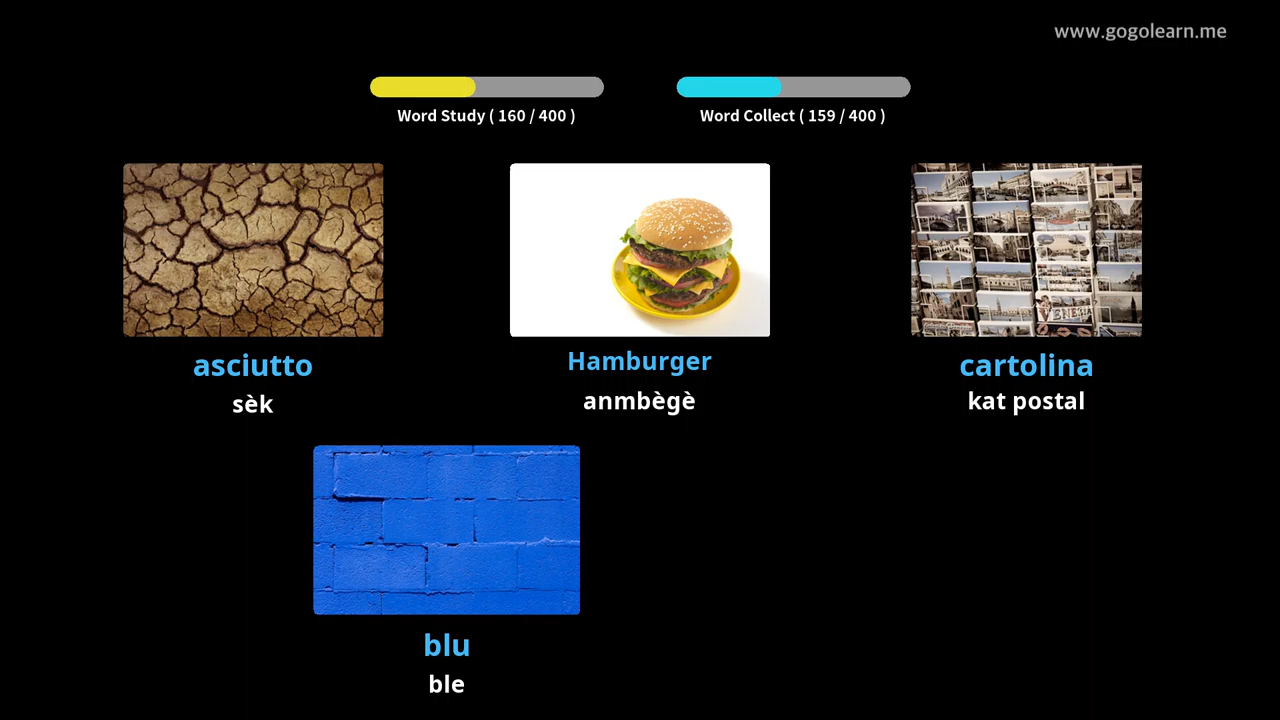 www.gogolearn.me
Word Study ( 160 / 400 )
Word Collect ( 159 / 400 )
asciutto
sèk
Hamburger
anmbègè
VENEZIA
cartolina
kat postal
blu
ble